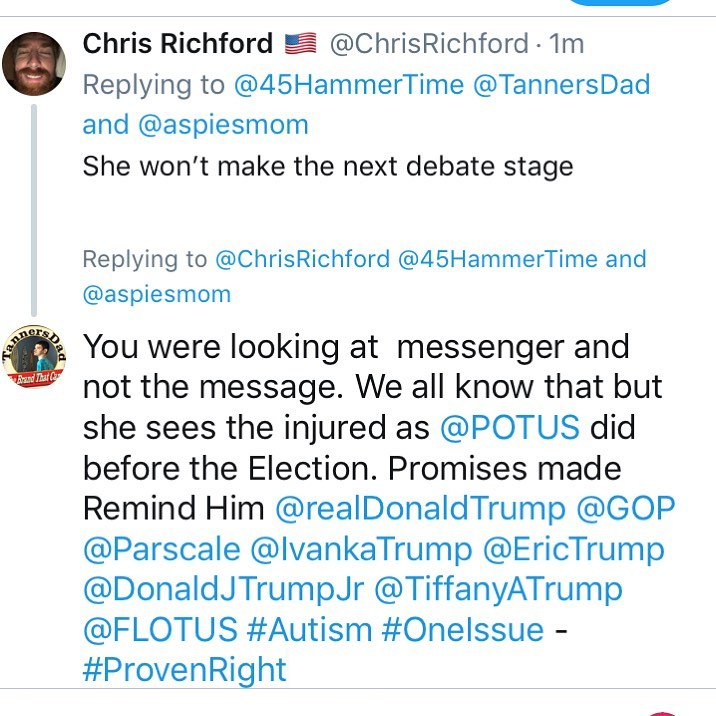 Chris Richford 🇺🇸 @ChrisRichford · 1m
Replying to @45HammerTime @TannersDad
and @aspiesmom
She won’t make the next debate stage
Replying to @ChrisRichford @45HammerTime and
@aspiesmom
TannersDad
Brand That
You were looking at  messenger and
not the message. We all know that but
she sees the injured as @POTUS did
before the Election. Promises made
Remind Him @realDonaldTrump @GOP
@Parscale @IvankaTrump @EricTrump
@DonaldJTrumpJr @TiffanyATrump
@FLOTUS #Autism #OneIssue -
#ProvenRight